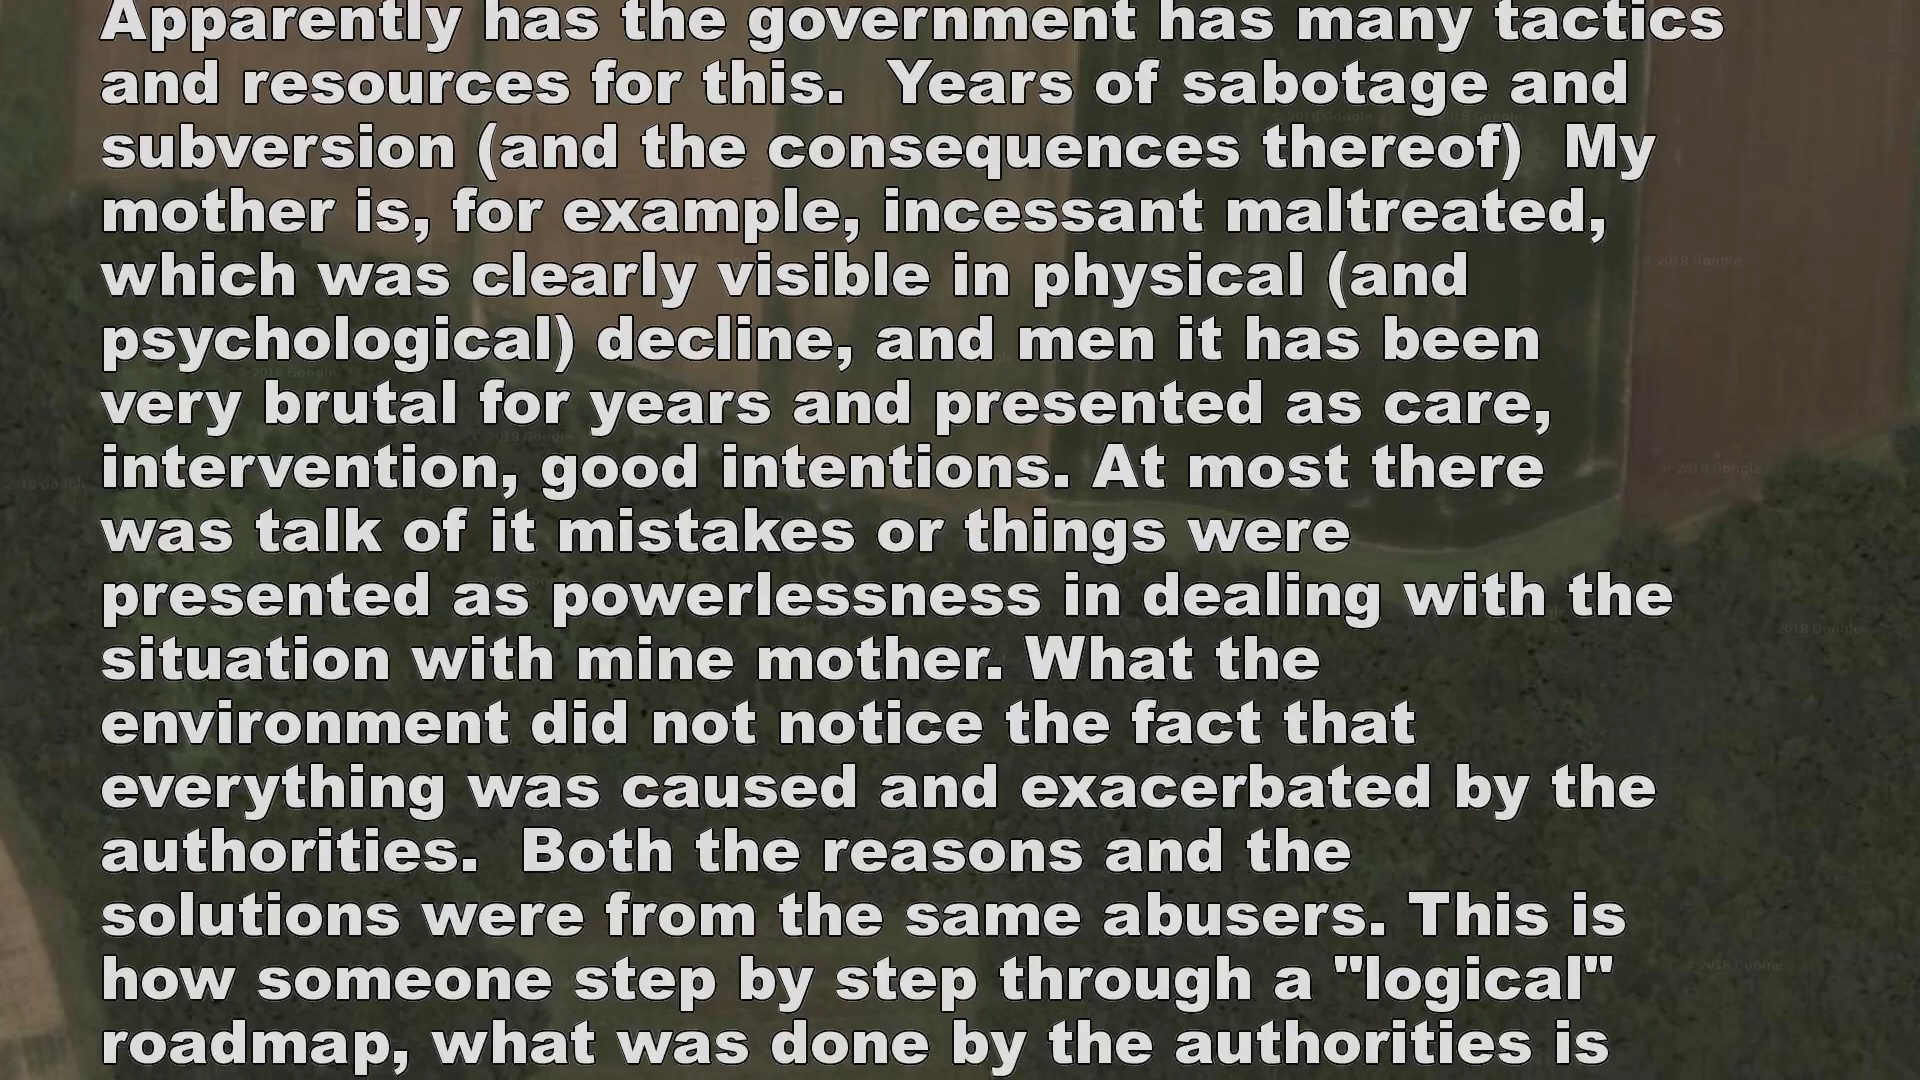 Apparently has the government has many tactics
and resources for this.  Years of sabotage and
subversion (and the consequences thereof)  My
mother is, for example, incessant maltreated,
which was clearly visible in physical (and
psychological) decline, and men it has been
very brutal for years and presented as care,
intervention, good intentions. At most there
was talk of it mistakes or things were
presented as powerlessness in dealing with the
situation with mine mother. What the
environment did not notice the fact that
everything was caused and exacerbated by the
authorities.  Both the reasons and the
solutions were from the same abusers. This is
how someone step by step through a "logical"
roadmap, what was done by the authorities is